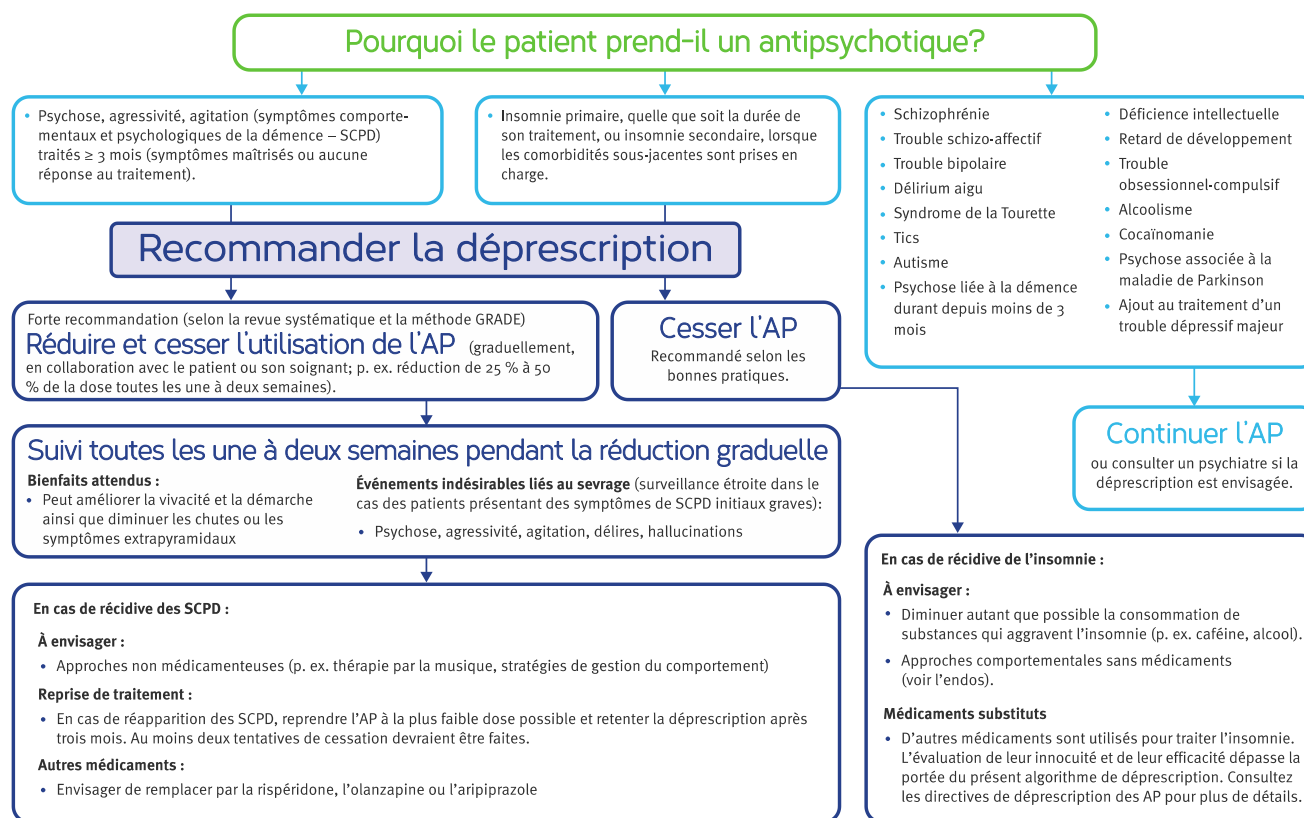 Pourquoi le patient prend-il un antipsychotique?
• Psychose, agressivité, agitation (symptômes comporte-
mentaux et psychologiques de la démence – SCPD)
traités ≥ 3 mois (symptômes maîtrisés ou aucune
réponse au traitement).
• Insomnie primaire, quelle que soit la durée de
son traitement, ou insomnie secondaire, lorsque
les comorbidités sous-jacentes sont prises en
charge.
• Schizophrénie
• Trouble schizo-affectif
• Trouble bipolaire
• Délirium aigu
• Syndrome de la Tourette
• Tics
• Autisme
• Psychose liée à la démence
durant depuis moins de 3
mois
• Déficience intellectuelle
• Retard de développement
• Trouble
obsessionnel-compulsif
• Alcoolisme
• Cocaïnomanie
• Psychose associée à la
maladie de Parkinson
• Ajout au traitement d’un
trouble dépressif majeur
Recommander la déprescription
Forte recommandation (selon la revue systématique et la méthode GRADE)
Réduire et cesser l’utilisation de l’AP (graduellement,
en collaboration avec le patient ou son soignant; p. ex. réduction de 25 % à 50
% de la dose toutes les une à deux semaines).
Cesser l’AP
Recommandé selon les
bonnes pratiques.
Continuer l’AP
ou consulter un psychiatre si la
déprescription est envisagée.
Suivi toutes les une à deux semaines pendant la réduction graduelle
Bienfaits attendus :
• Peut améliorer la vivacité et la démarche
ainsi que diminuer les chutes ou les
symptômes extrapyramidaux
Événements indésirables liés au sevrage (surveillance étroite dans le
cas des patients présentant des symptômes de SCPD initiaux graves):
• Psychose, agressivité, agitation, délires, hallucinations
En cas de récidive des SCPD :
À envisager :
• Approches non médicamenteuses (p. ex. thérapie par la musique, stratégies de gestion du comportement)
Reprise de traitement :
• En cas de réapparition des SCPD, reprendre l’AP à la plus faible dose possible et retenter la déprescription après
trois mois. Au moins deux tentatives de cessation devraient être faites.
Autres médicaments :
• Envisager de remplacer par la rispéridone, l’olanzapine ou l’aripiprazole
En cas de récidive de l’insomnie :
À envisager :
• Diminuer autant que possible la consommation de
substances qui aggravent l’insomnie (p. ex. caféine, alcool).
• Approches comportementales sans médicaments
(voir l’endos).
Médicaments substituts
• D’autres médicaments sont utilisés pour traiter l’insomnie.
L’évaluation de leur innocuité et de leur efficacité dépasse la
portée du présent algorithme de déprescription. Consultez
les directives de déprescription des AP pour plus de détails.